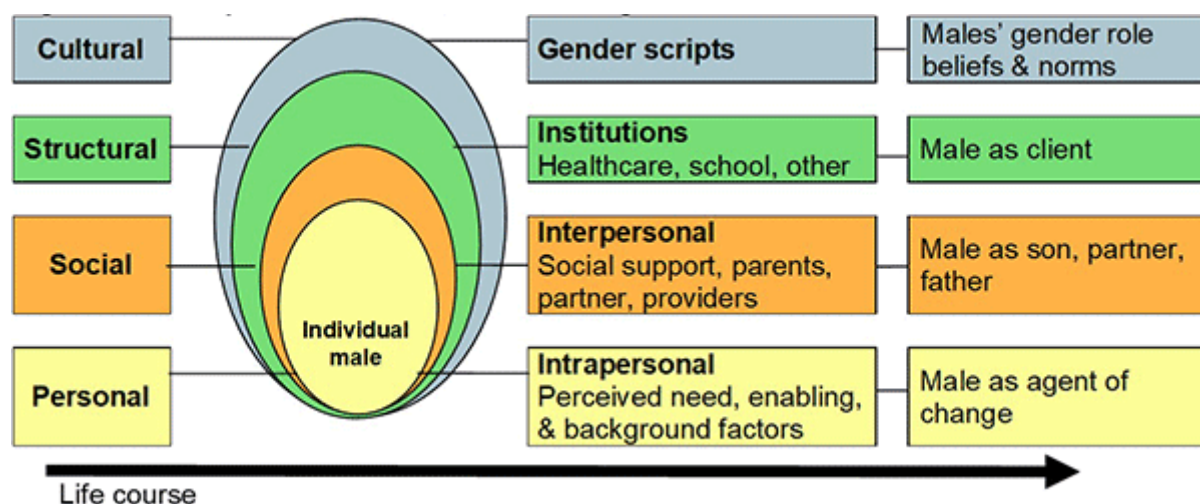 Cultural
Gender scripts
Males' gender role
beliefs & norms
Structural
Institutions
Healthcare, school, other
Male as client
Social
Interpersonal
Social support, parents,
partner, providers
Male as son, partner,
father
Individual
male
Personal
Intrapersonal
Perceived need, enabling,
& background factors
Male as agent of
change
Life course